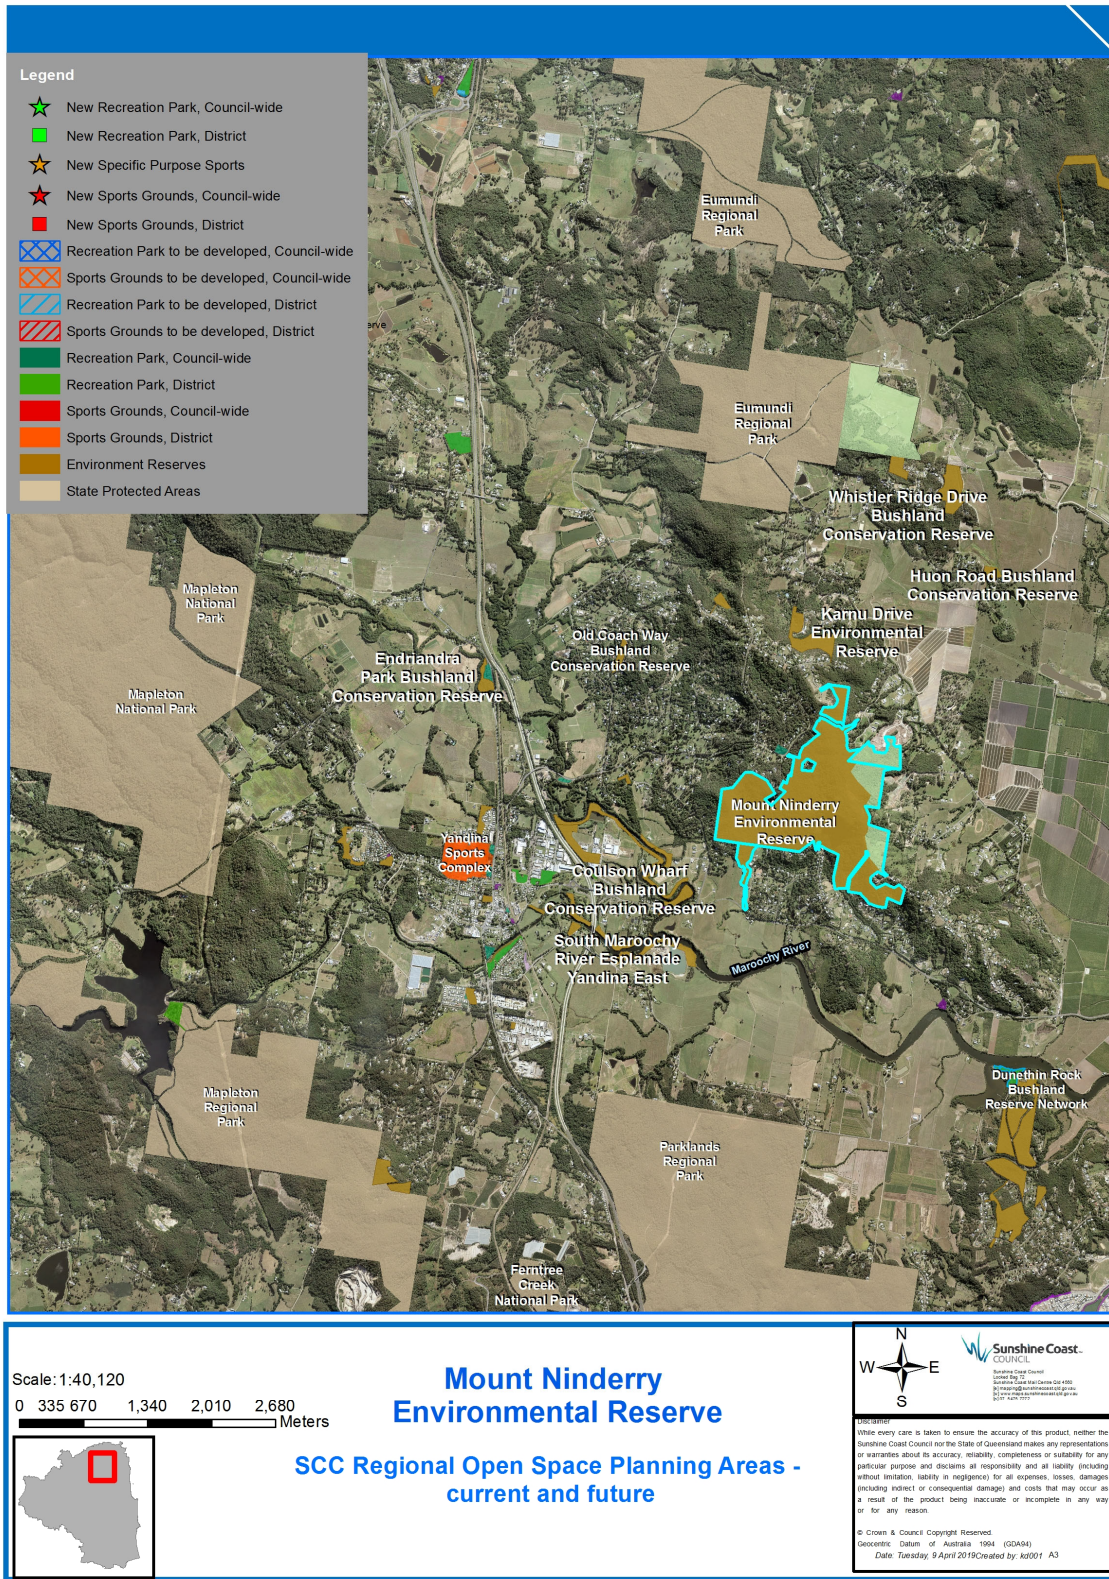 Legend
New Recreation Park, Council-wide
New Recreation Park, District
New Specific Purpose Sports
New Sports Grounds, Council-wide
New Sports Grounds, District
Recreation Park to be developed, Council-wide
Sports Grounds to be developed, Council-wide
Recreation Park to be developed, District
Sports Grounds to be developed, District
Recreation Park, Council-wide
Recreation Park, District
Sports Grounds, Council-wide
Sports Grounds, District
Environment Reserves
State Protected Areas
erve
Eumundi
Regional
Park
Eumundi
Regional
Park
Whistler Ridge Drive
Bushland
Conservation Reserve
Huon Road Bushland
Conservation Reserve
Karnu Drive
Environmental
Reserve
Mapleton
National
Park
Old Coach Way
Bushland
Conservation Reserve
Endriandra
Park Bushland
Conservation Reserve
Mapleton
National Park
Mount Ninderry
Environmental
Reserve
Yandina
Sports
Complex
Coulson Wharf
Bushland
Conservation Reserve
South Maroochy
River Esplanade
Yandina East
Maroochy River
Dunethin Rock
Bushland
Reserve Network
Mapleton
Regional
Park
Parklands
Regional
Park
Ferntree
Creek
National Park
Scale: 1:40,120
0 335 670 1,340 2,010 2,680
Meters
Mount Ninderry
Environmental Reserve
SCC Regional Open Space Planning Areas -
current and future
N
W E
S
Sunshine Coast
COUNCIL
Sunshine Coast Council
Locked Bag 72
Sunshine Coast Mail Centre Qld 4560
Disclaimer
While every care is taken to ensure the accuracy of this product, neither the
Sunshine Coast Council nor the State of Queensland makes any representations
or warranties about its accuracy, reliability, completeness or suitability for any
particular purpose and disclaims all responsibility and all liability (including
without limitation, liability in negligence) for all expenses, losses, damages
(including indirect or consequential damage) and costs that may occur as
a result of the product being inaccurate or incomplete in any way
or for any reason.
© Crown & Council Copyright Reserved.
Geocentric Datum of Australia 1994 (GDA94)
Date: Tuesday, 9 April 2019 Created by: kd001 A3